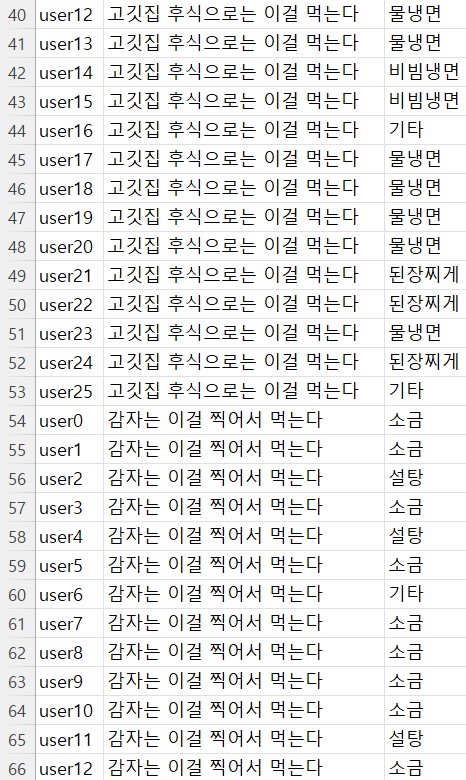 40 user12 고깃집 후식으로는 이걸 먹는다 물냉면
41 user13 고깃집 후식으로는 이걸 먹는다 물냉면
42 user14 고깃집 후식으로는 이걸 먹는다 비빔냉면
43 user15 고깃집 후식으로는 이걸 먹는다 비빔냉면
44 user16 고깃집 후식으로는 이걸 먹는다 기타
45 user17 고깃집 후식으로는 이걸 먹는다 물냉면
46 user18 고깃집 후식으로는 이걸 먹는다 물냉면
47 user19 고깃집 후식으로는 이걸 먹는다 물냉면
48 user20 고깃집 후식으로는 이걸 먹는다 물냉면
49 user21 고깃집 후식으로는 이걸 먹는다 된장찌게
50 user22 고깃집 후식으로는 이걸 먹는다 된장찌게
51 user23 고깃집 후식으로는 이걸 먹는다 물냉면
52 user24 고깃집 후식으로는 이걸 먹는다 된장찌게
53 user25 고깃집 후식으로는 이걸 먹는다 기타
54 user0 감자는 이걸 찍어서 먹는다 소금
55 user1 감자는 이걸 찍어서 먹는다 소금
56 user2 감자는 이걸 찍어서 먹는다 설탕
57 user3 감자는 이걸 찍어서 먹는다 소금
58 user4 감자는 이걸 찍어서 먹는다 설탕
59 user5 감자는 이걸 찍어서 먹는다 소금
60 user6 감자는 이걸 찍어서 먹는다 기타
61 user7 감자는 이걸 찍어서 먹는다 소금
62 user8 감자는 이걸 찍어서 먹는다 소금
63 user9 감자는 이걸 찍어서 먹는다 소금
64 user10 감자는 이걸 찍어서 먹는다 소금
65 user11 감자는 이걸 찍어서 먹는다 설탕
66 user12 감자는 이걸 찍어서 먹는다 소금